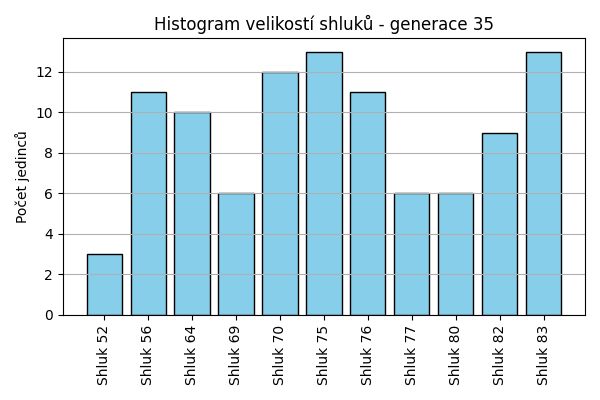 Histogram velikostí shluků - generace 35
Počet jedinců
12
10
8
6
4
2
0
Shluk 52
Shluk 56
Shluk 64
Shluk 69
Shluk 70
Shluk 75
Shluk 76
Shluk 77
Shluk 80
Shluk 82
Shluk 83